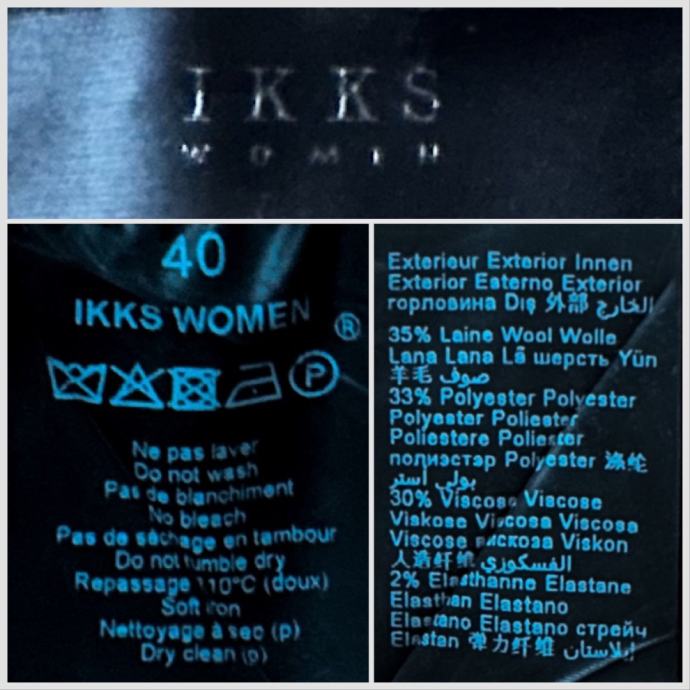 IKKS
WOMEN
40
IKKS WOMEN ®
P
Ne pas laver
Do not wash
Pas de blanchiment
No bleach
Pas de séchage en tambour
Do not tumble dry
Repassage 110°C (doux)
Soft iron
Nettoyage à sec (p)
Dry clean (p)
Exterieur Exterior Innen
Exterior Esterno Exterior
горловина Dış 外部 الخارج
35% Laine Wool Wolle
Lana Lana Lã шерсть Yün
羊毛 صوف
33% Polyester Polyester
Polyester Poliester
Poliestere Poliester
полиэстэр Polyester 涤纶
بولي استر
30% Viscose Viscose
Viskose Viscosa Viscosa
Viscose вискоза Viskon
人造纤维 الفسكوزي
2% Elasthanne Elastane
Elasthan Elastano
Elastano Elastano стрейч
Elastan 弹力纤维 إيلاستان